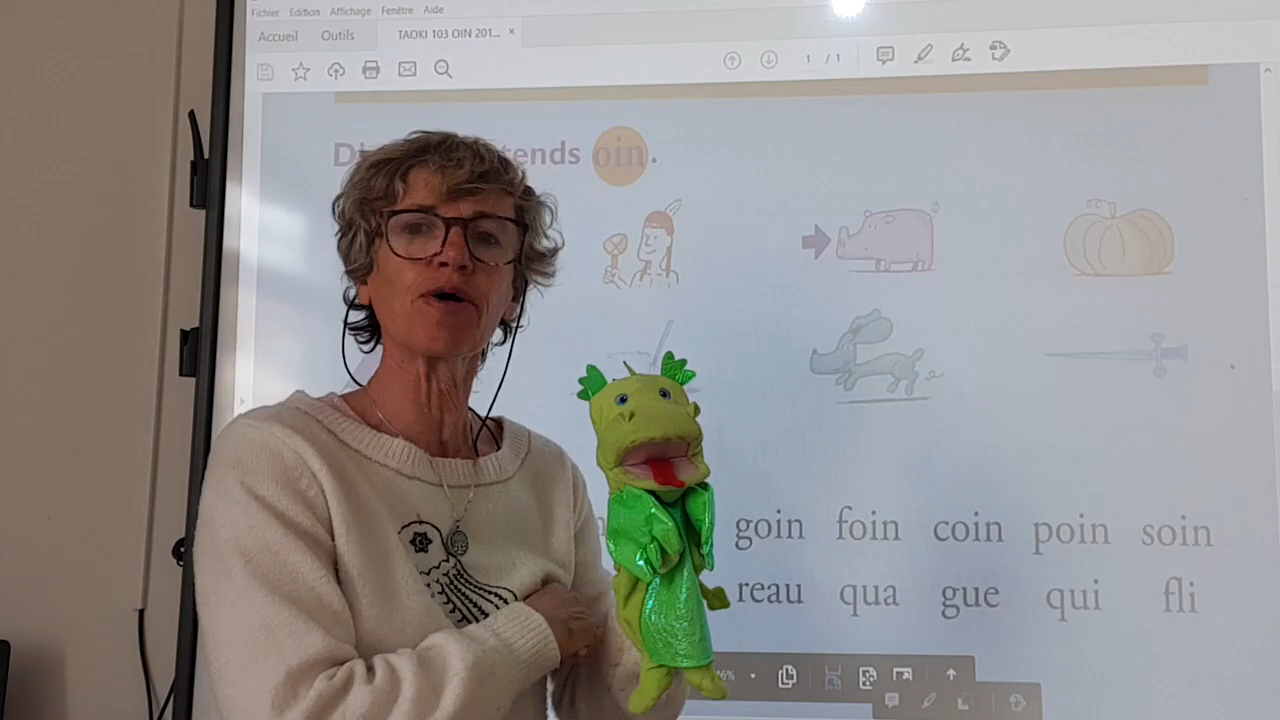 Fichier Edition Affichage Fenêtre Aide
Accueil Outils TAOKI 103 OIN 201... ×
1 / 1
tends oin.
goin foin coin poin soin
reau qua gue qui fli